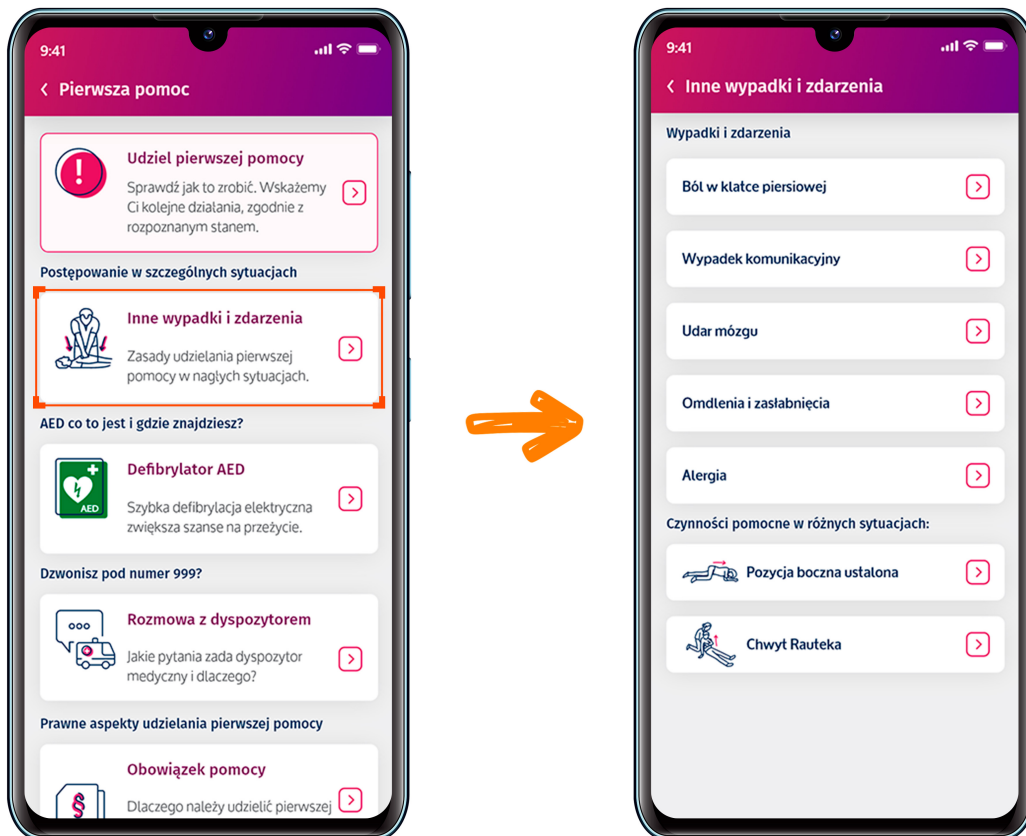 9:41
Pierwsza pomoc
Udziel pierwszej pomocy
Sprawdź jak to zrobić. Wskażemy
Ci kolejne działania, zgodnie z
rozpoznanym stanem.
Postępowanie w szczególnych sytuacjach
Inne wypadki i zdarzenia
Zasady udzielania pierwszej
pomocy w nagłych sytuacjach.
AED co to jest i gdzie znajdziesz?
AED
Defibrylator AED
Szybka defibrylacja elektryczna
zwiększa szanse na przeżycie.
Dzwonisz pod numer 999?
Rozmowa z dyspozytorem
Jakie pytania zada dyspozytor
medyczny i dlaczego?
Prawne aspekty udzielania pierwszej pomocy
Obowiązek pomocy
§
Dlaczego należy udzielić pierwszej
9:41
Inne wypadki i zdarzenia
Wypadki i zdarzenia
Ból w klatce piersiowej
Wypadek komunikacyjny
Udar mózgu
Omdlenia i zasłabnięcia
Alergia
Czynności pomocne w różnych sytuacjach:
Pozycja boczna ustalona
Chwyt Rauteka